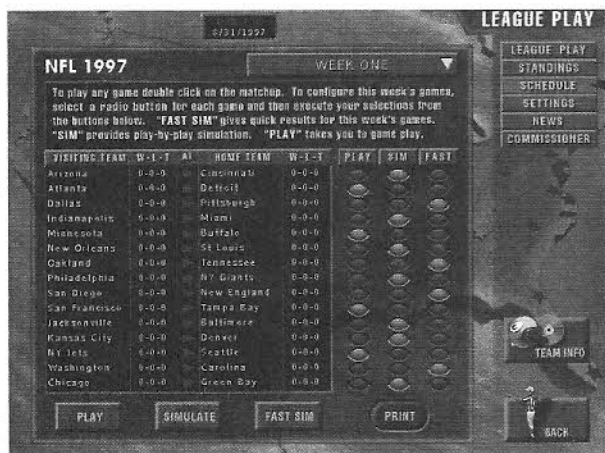 LEAGUE PLAY
8/31/1997
NFL 1997
WEEK ONE
LEAGUE PLAY
STANDINGS
SCHEDULE
SETTINGS
NEWS
COMMISSIONER
To play any game double click on the matchup. To configure this week's games,
select a radio button for each game and then execute your selections from
the buttons below. "FAST SIM" gives quick results for this week's games.
"SIM" provides play-by-play simulation. "PLAY" takes you to game play.
VISITING TEAM W-L-T AT HOME TEAM W-L-T PLAY SIM FAST
Arizona 0-0-0 Cincinnati 0-0-0
Atlanta 0-0-0 Detroit 0-0-0
Dallas 0-0-0 Pittsburgh 0-0-0
Indianapolis 0-0-0 Miami 0-0-0
Minnesota 0-0-0 Buffalo 0-0-0
New Orleans 0-0-0 St Louis 0-0-0
Oakland 0-0-0 Tennessee 0-0-0
Philadelphia 0-0-0 NY Giants 0-0-0
San Diego 0-0-0 New England 0-0-0
San Francisco 0-0-0 Tampa Bay 0-0-0
Jacksonville 0-0-0 Baltimore 0-0-0
Kansas City 0-0-0 Denver 0-0-0
NY Jets 0-0-0 Seattle 0-0-0
Washington 0-0-0 Carolina 0-0-0
Chicago 0-0-0 Green Bay 0-0-0
TEAM INFO
PLAY SIMULATE FAST SIM PRINT
BACK